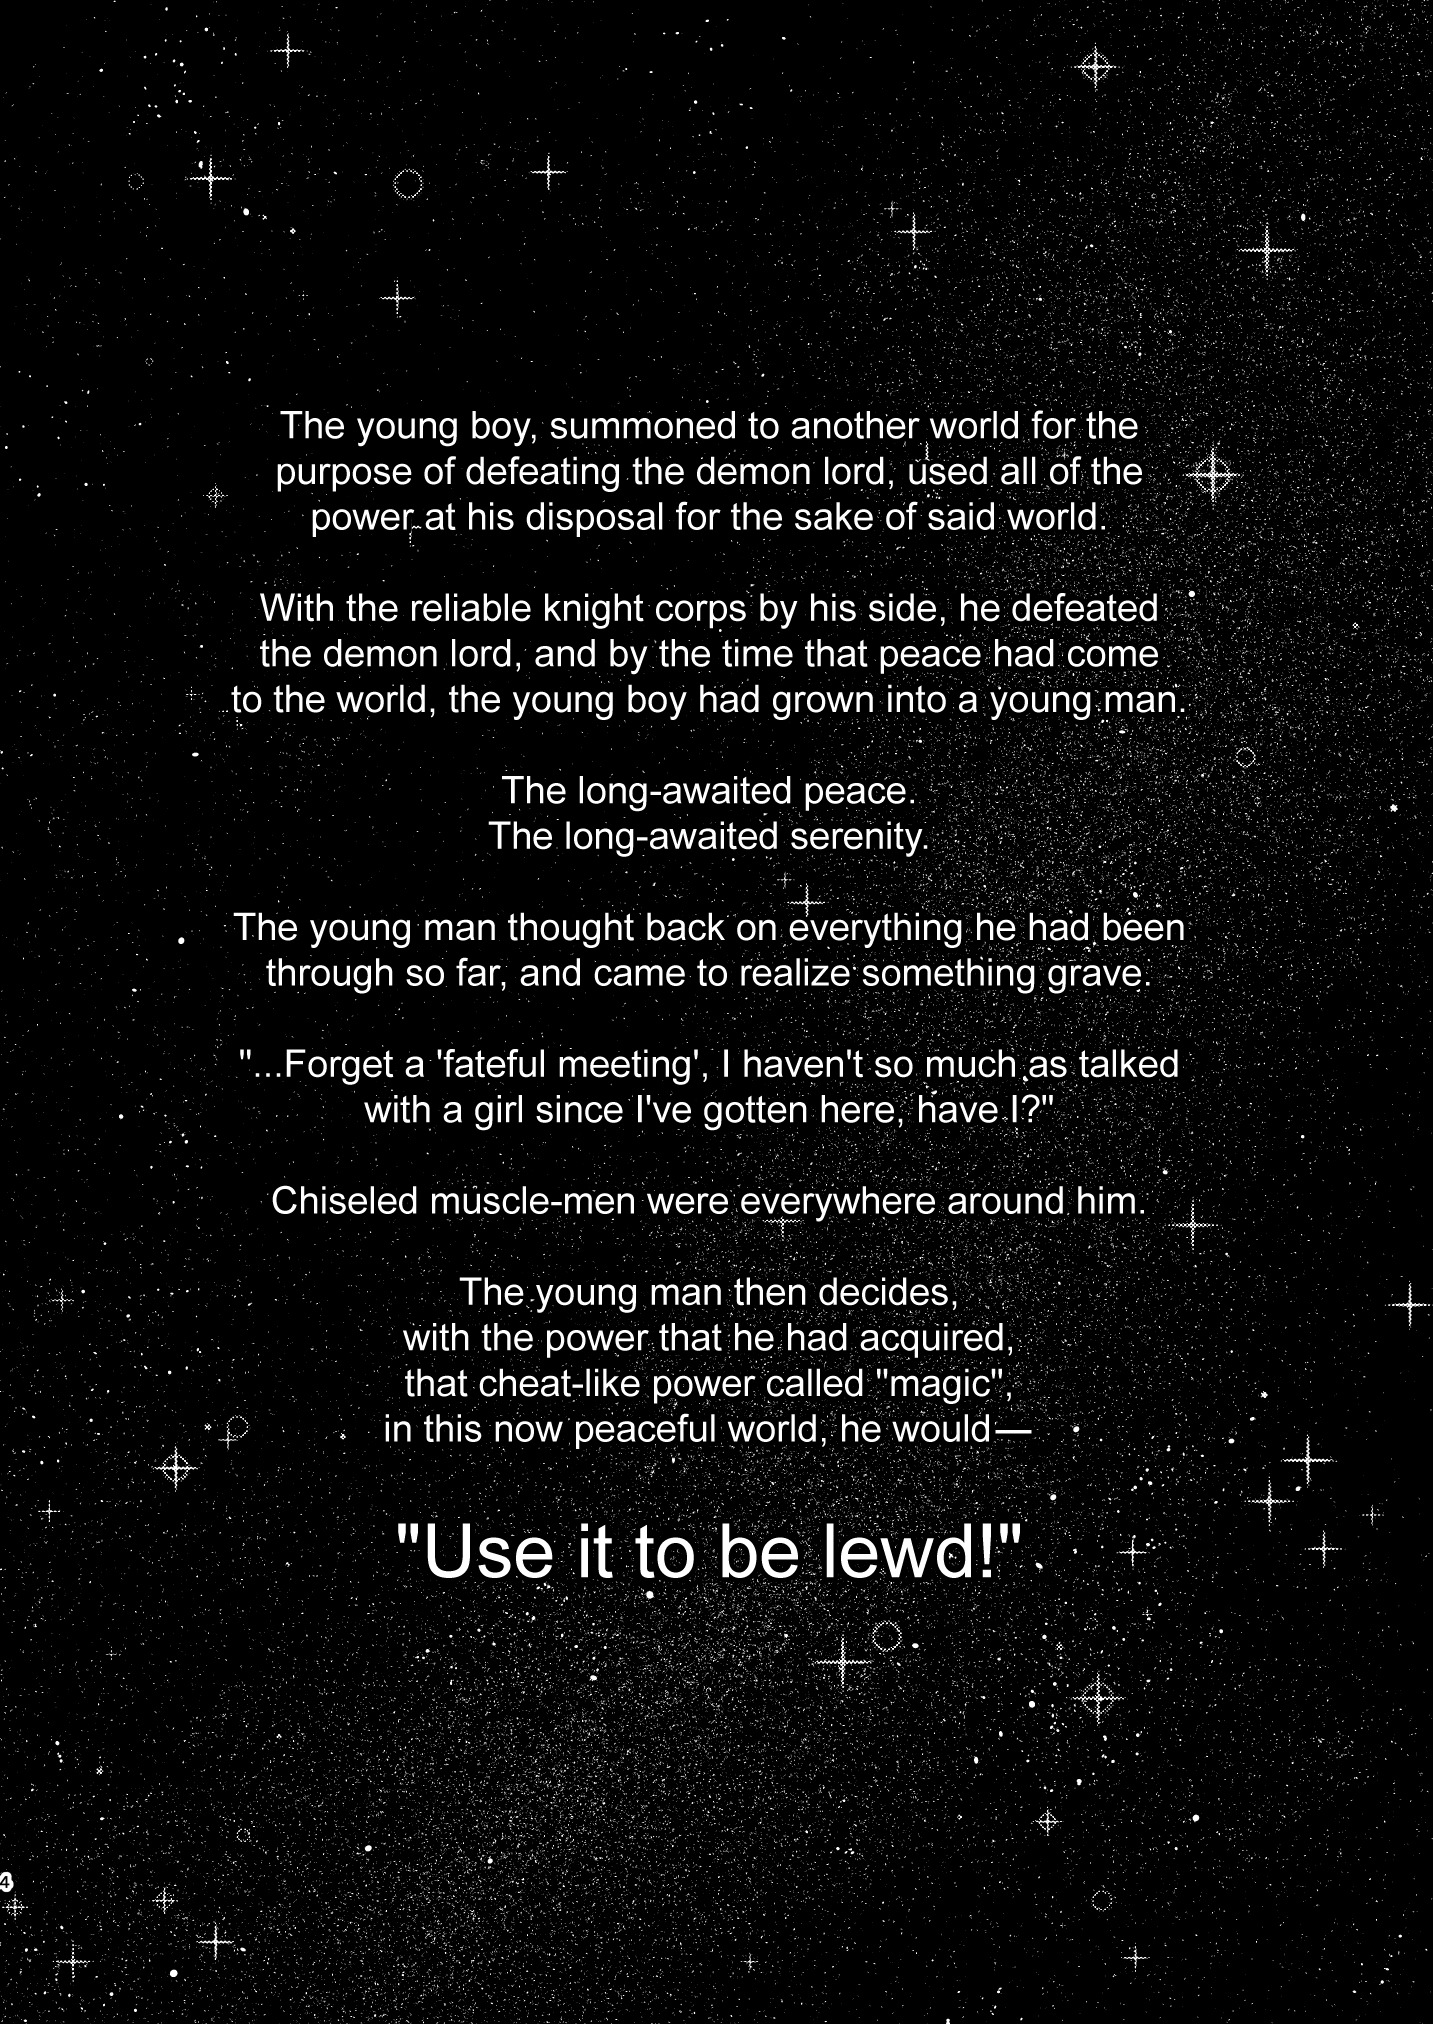 The young boy, summoned to another world for the
purpose of defeating the demon lord, used all of the
power at his disposal for the sake of said world.
With the reliable knight corps by his side, he defeated
the demon lord, and by the time that peace had come
to the world, the young boy had grown into a young man.
The long-awaited peace.
The long-awaited serenity.
The young man thought back on everything he had been
through so far, and came to realize something grave.
"...Forget a 'fateful meeting', I haven't so much as talked
with a girl since I've gotten here, have I?"
Chiseled muscle-men were everywhere around him.
The young man then decides,
with the power that he had acquired,
that cheat-like power called "magic",
in this now peaceful world, he would—
"Use it to be lewd!"
4